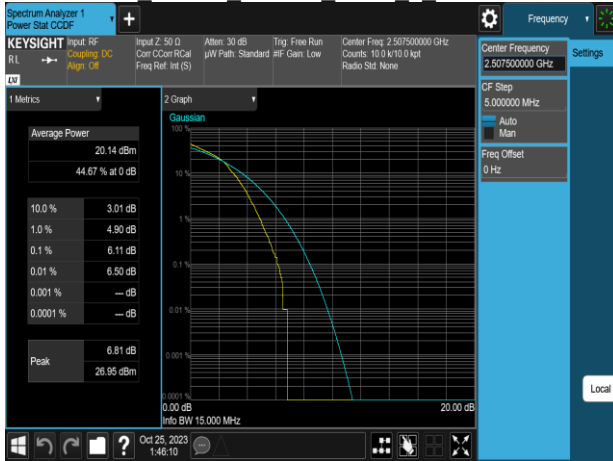 Spectrum Analyzer 1
Power Stat CCDF
+
Frequency
KEYSIGHT
RL
LXI
Input: RF
Coupling: DC
Align: Off
Input Z: 50 Ω
Corr CCorr RCal
Freq Ref: Int (S)
Atten: 30 dB
µW Path: Standard
Trig: Free Run
#IF Gain: Low
Center Freq: 2.507500000 GHz
Counts: 10.0 k/10.0 kpt
Radio Std: None
Center Frequency
2.507500000 GHz
Settings
CF Step
5.000000 MHz
Auto
Man
Freq Offset
0 Hz
Local
1 Metrics
Average Power
20.14 dBm
44.67 % at 0 dB
10.0 % 3.01 dB
1.0 % 4.90 dB
0.1 % 6.11 dB
0.01 % 6.50 dB
0.001 % --- dB
0.0001 % --- dB
Peak
6.81 dB
26.95 dBm
2 Graph
Gaussian
100 %
10 %
1 %
0.1 %
0.01 %
0.001 %
0.0001 %
0.00 dB 20.00 dB
Info BW 15.000 MHz
?
Oct 25, 2023
1:46:10